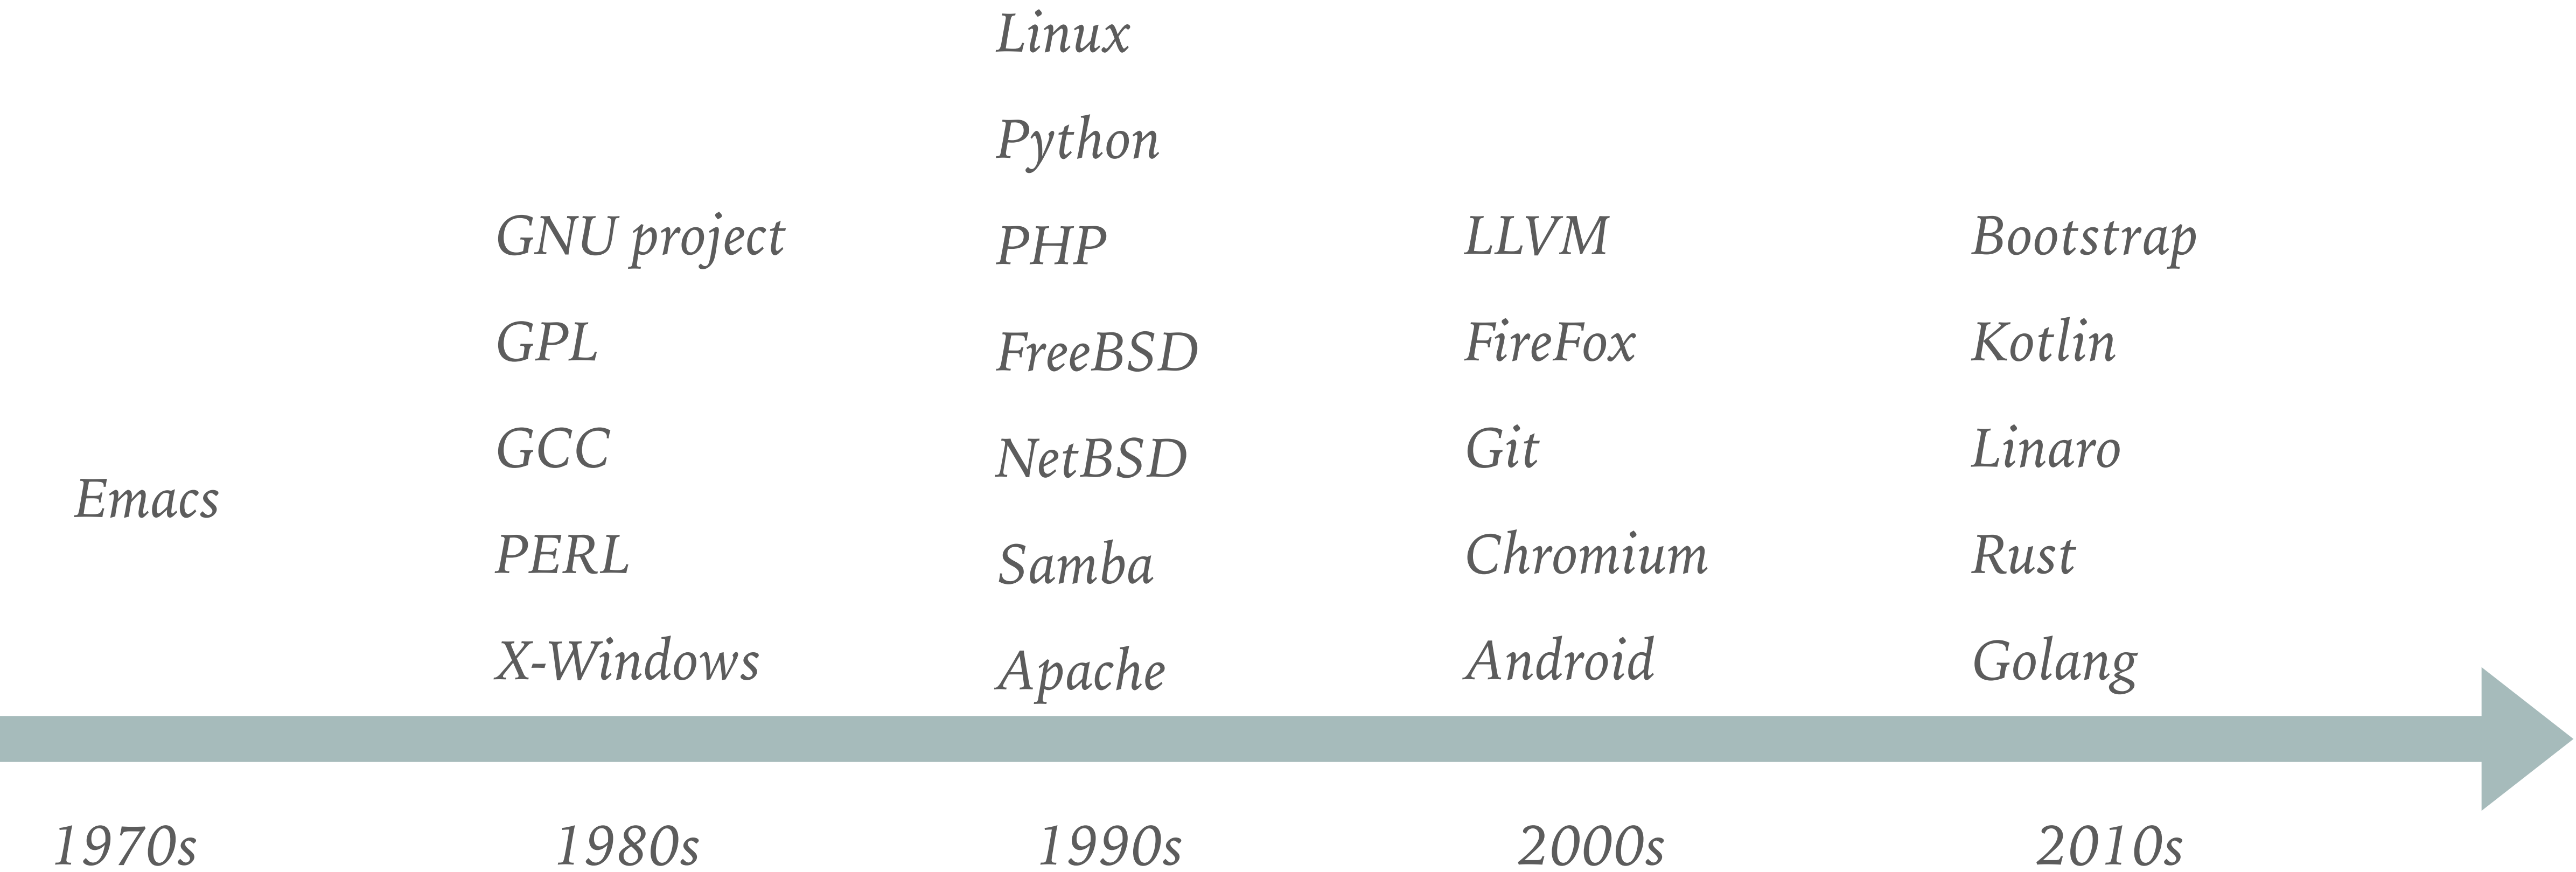 Emacs
GNU project
GPL
GCC
PERL
X-Windows
Linux
Python
PHP
FreeBSD
NetBSD
Samba
Apache
LLVM
FireFox
Git
Chromium
Android
Bootstrap
Kotlin
Linaro
Rust
Golang
1970s
1980s
1990s
2000s
2010s